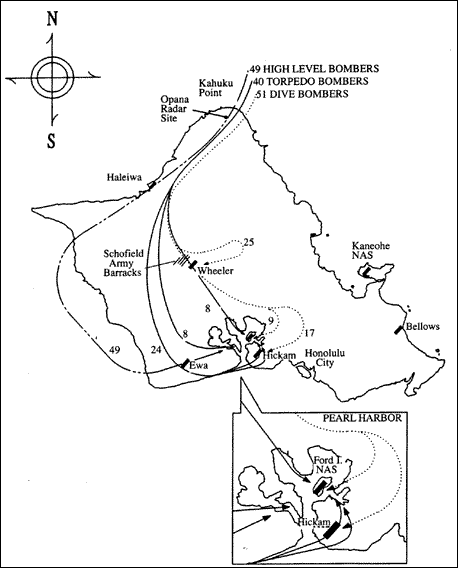 N
S
49 HIGH LEVEL BOMBERS
40 TORPEDO BOMBERS
51 DIVE BOMBERS
Kahuku
Point
Opana
Radar
Site
Haleiwa
Schofield
Army
Barracks
Wheeler
25
Kaneohe
NAS
Bellows
8
9
17
8
49
24
Ewa
Hickam
Honolulu
City
PEARL HARBOR
Ford I.
NAS
Hickam